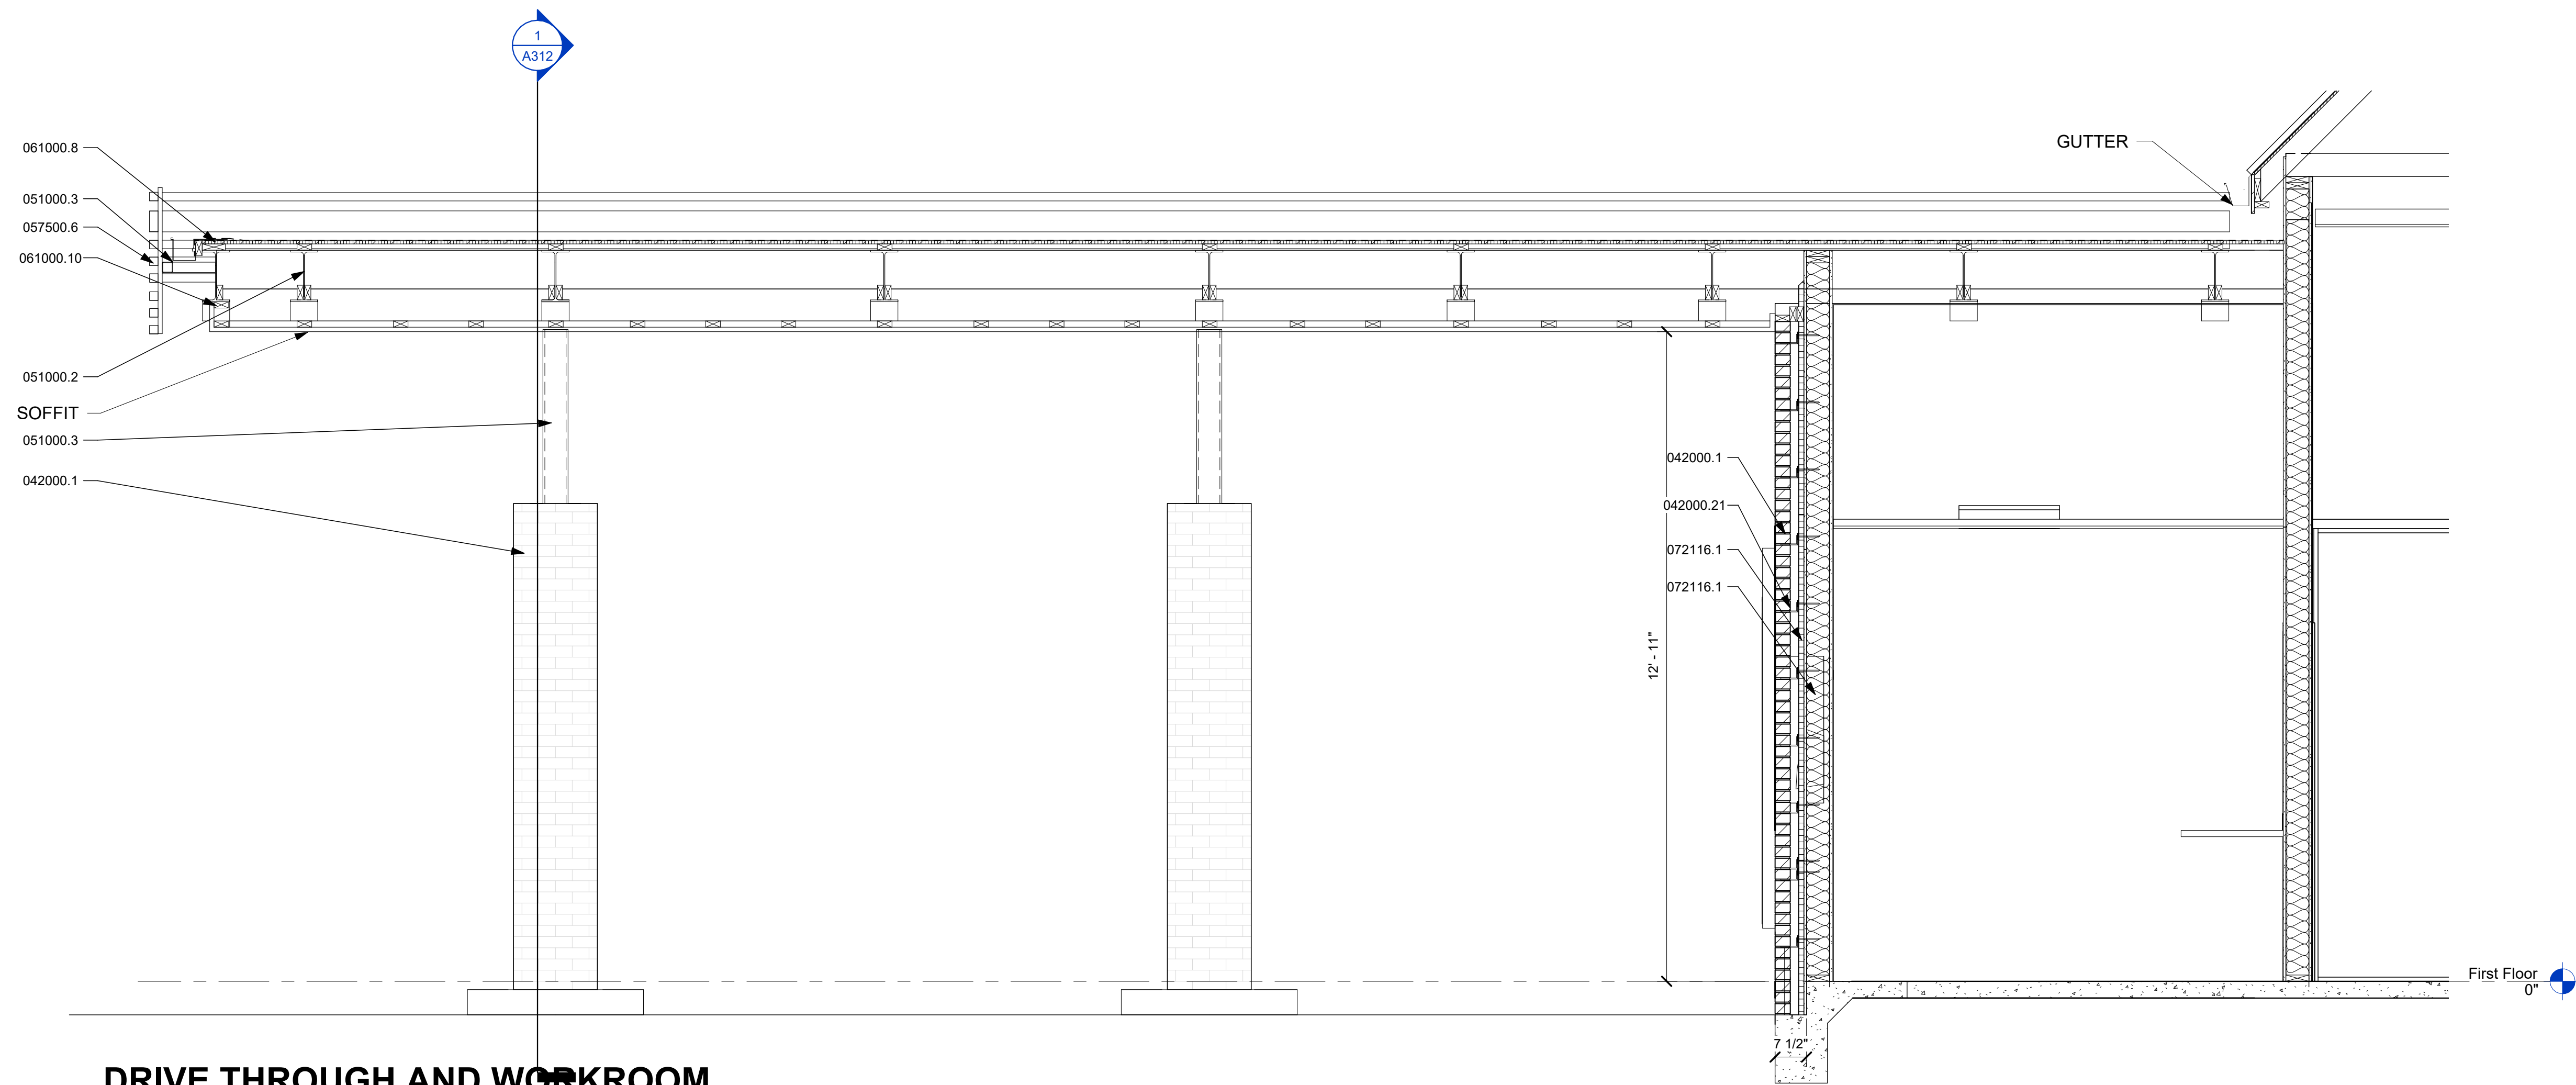 1
A312
061000.8
GUTTER
051000.3
057500.6
061000.10
051000.2
SOFFIT
051000.3
042000.1
042000.1
042000.21
072116.1
072116.1
12' - 11"
First Floor
0"
7 1/2"
DRIVE THROUGH AND WORKROOM